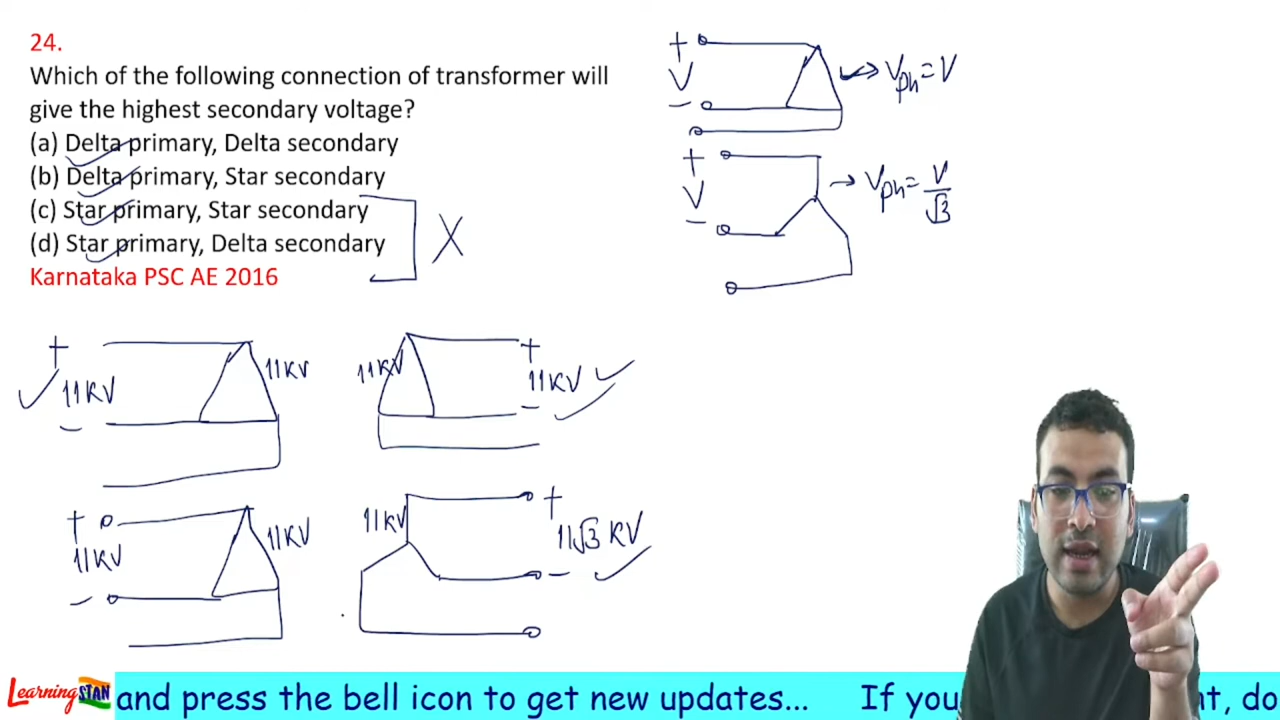 24.
Which of the following connection of transformer will
give the highest secondary voltage?
(a) Delta primary, Delta secondary
(b) Delta primary, Star secondary
(c) Star primary, Star secondary
(d) Star primary, Delta secondary
Karnataka PSC AE 2016
X
+
V
-
Vph = V
+
V
-
Vph = V/√3
+
11KV
-
11KV
11KV
+
11KV
-
+
11KV
-
11KV
11KV
+
11√3 KV
-
Learning STAN
and press the bell icon to get new updates... If you
nt, do